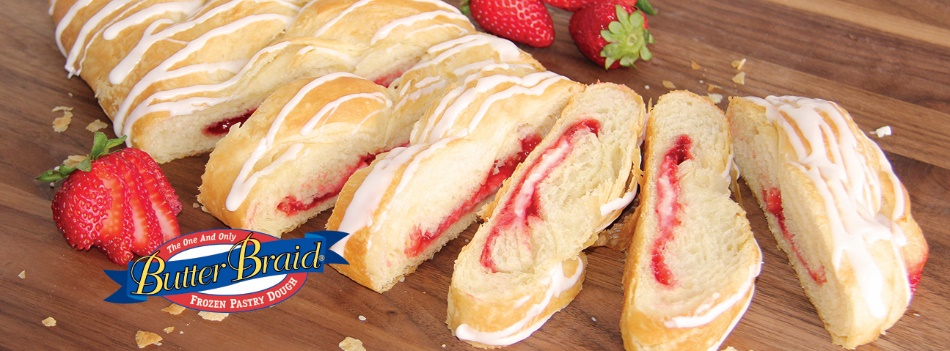 The One And Only
Butter Braid®
Frozen Pastry Dough